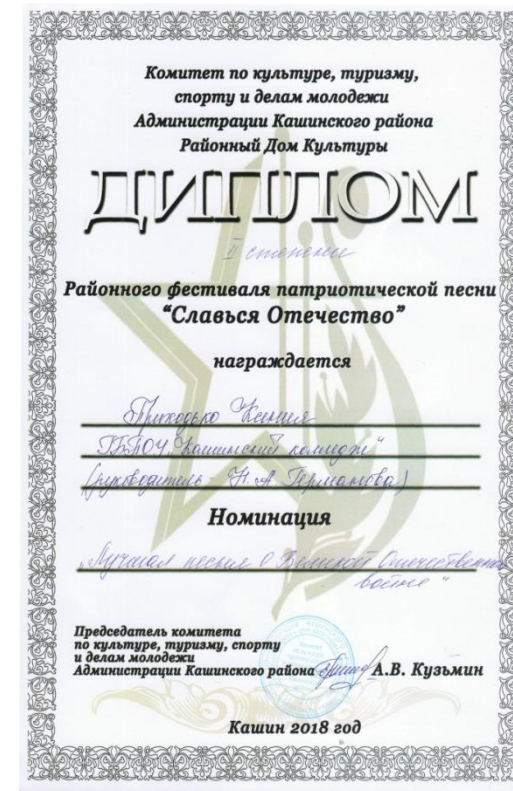 Комитет по культуре, туризму,
спорту и делам молодежи
Администрации Кашинского района
Районный Дом Культуры
ДИПЛОМ
II степени
Районного фестиваля патриотической песни
“Славься Отечество”
награждается
Приходько Ксения
ГБПОУ "Кашинский колледж"
(руководитель - Н.А Германова)
Номинация
"Лучшая песня о Великой Отечественной
войне"
Председатель комитета
по культуре, туризму, спорту
и делам молодежи
Администрации Кашинского района А.В. Кузьмин
Кашин 2018 год